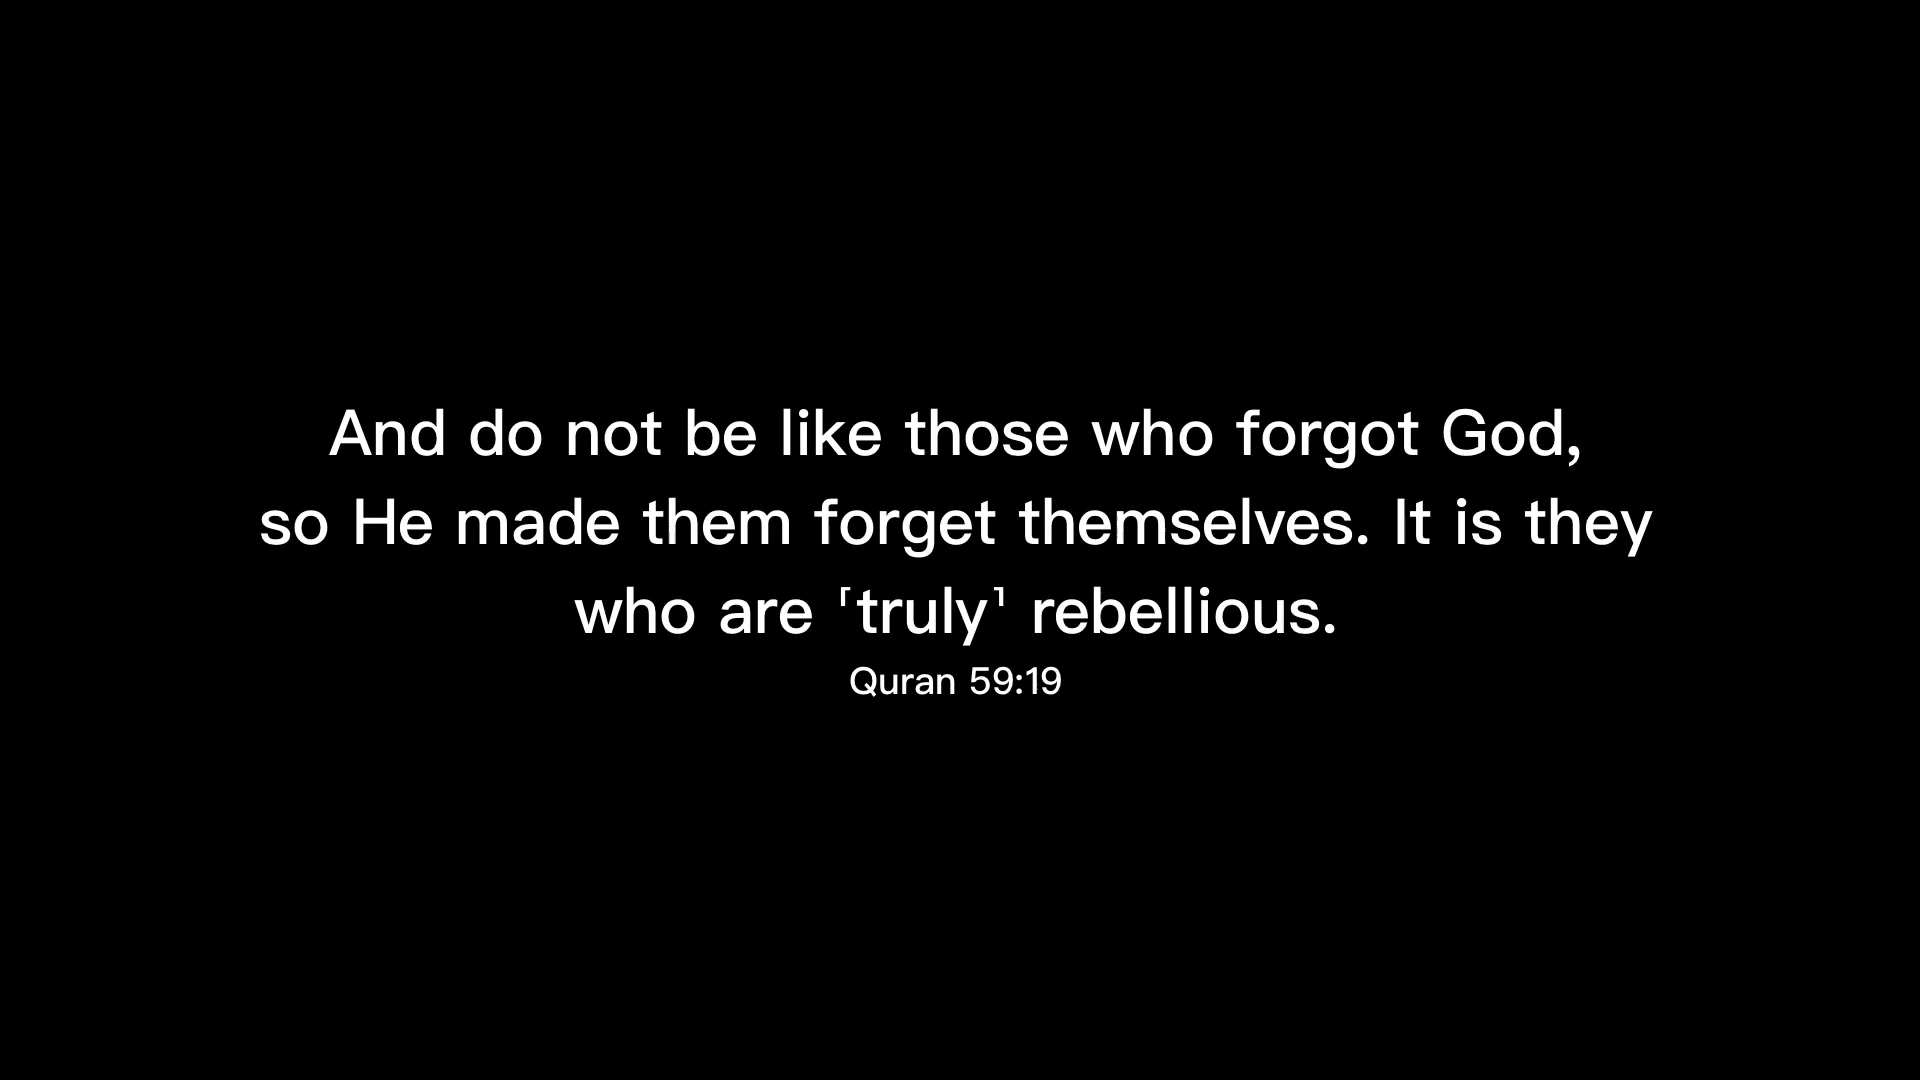 And do not be like those who forgot God,
so He made them forget themselves. It is they
who are ˹truly˺ rebellious.
Quran 59:19